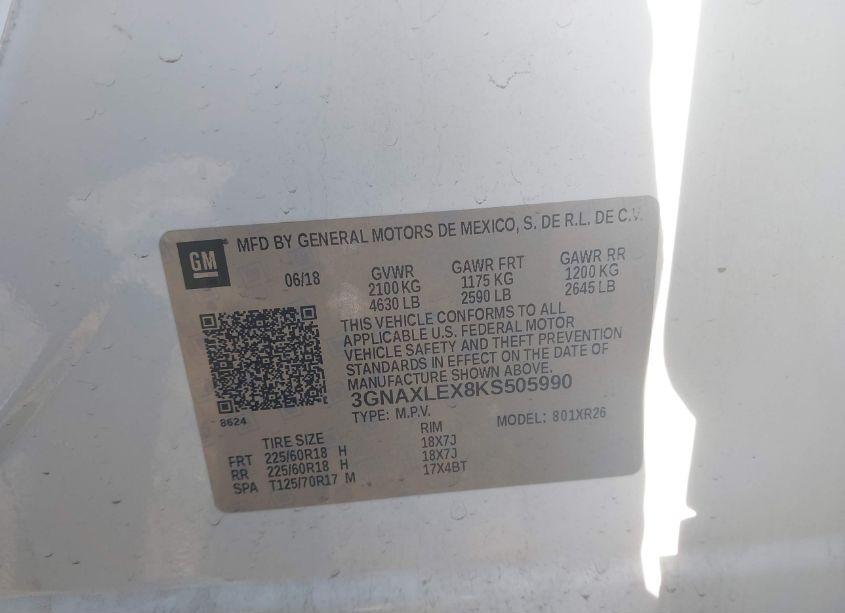 GM
MFD BY GENERAL MOTORS DE MEXICO, S. DE R.L. DE C.V.
06/18 GVWR GAWR FRT GAWR RR
2100 KG 1175 KG 1200 KG
4630 LB 2590 LB 2645 LB
THIS VEHICLE CONFORMS TO ALL
APPLICABLE U.S. FEDERAL MOTOR
VEHICLE SAFETY AND THEFT PREVENTION
STANDARDS IN EFFECT ON THE DATE OF
MANUFACTURE SHOWN ABOVE.
3GNAXLEX8KS505990
8624
TYPE: M.P.V. MODEL: 801XR26
TIRE SIZE RIM
FRT 225/60R18 H 18X7J
RR 225/60R18 H 18X7J
SPA T125/70R17 M 17X4BT